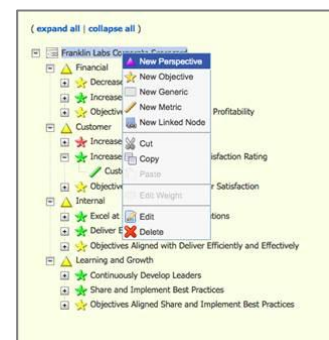 ( expand all | collapse all )
Franklin Labs Corporate Scorecard
New Perspective
Financial
New Objective
Decrease
New Generic
Increase
New Metric
Objective Profitability
New Linked Node
Customer
Increase
Cut
Increase isfaction Rating
Copy
Cust
Paste
Objective r Satisfaction
Edit Weight
Internal
Excel at tions
Edit
Deliver E
Delete
Objectives Aligned with Deliver Efficiently and Effectively
Learning and Growth
Continuously Develop Leaders
Share and Implement Best Practices
Objectives Aligned Share and Implement Best Practices